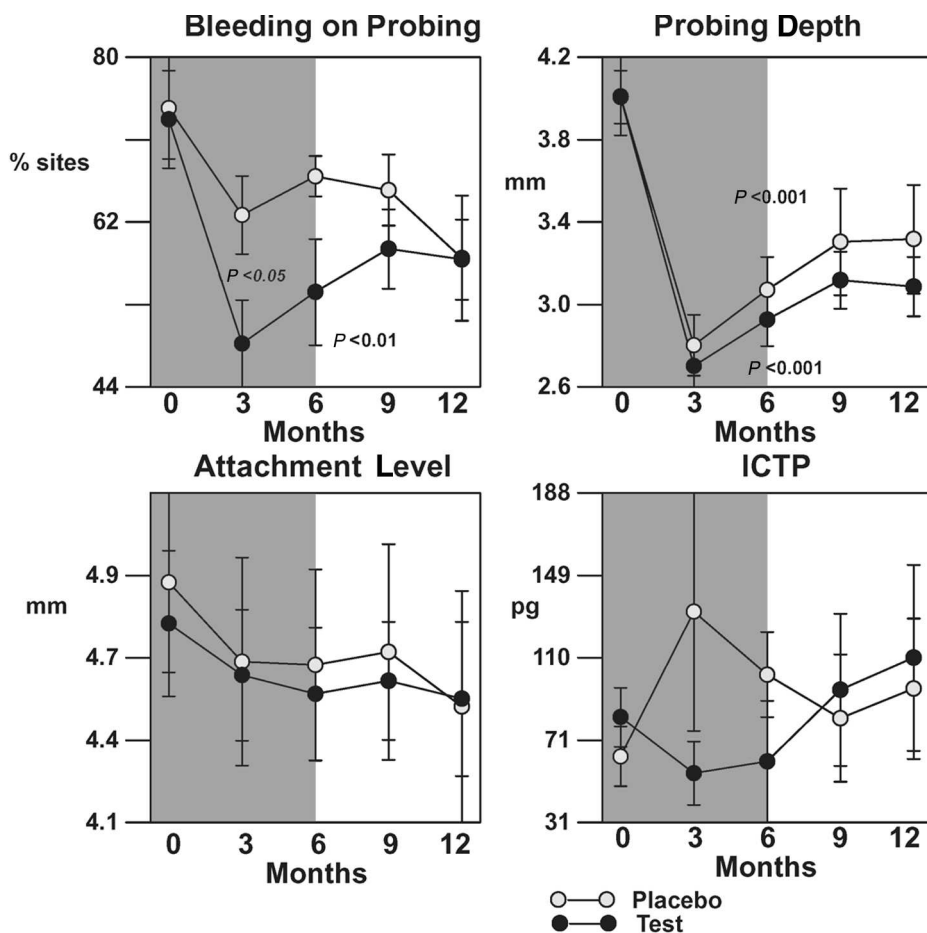 Bleeding on Probing
80
% sites
62
P <0.05
P <0.01
44
0 3 6 9 12
Months
Probing Depth
4.2
3.8
mm
P <0.001
3.4
3.0
P <0.001
2.6
0 3 6 9 12
Months
Attachment Level
4.9
mm
4.7
4.4
4.1
0 3 6 9 12
Months
ICTP
188
149
pg
110
71
31
0 3 6 9 12
Months
Placebo
Test